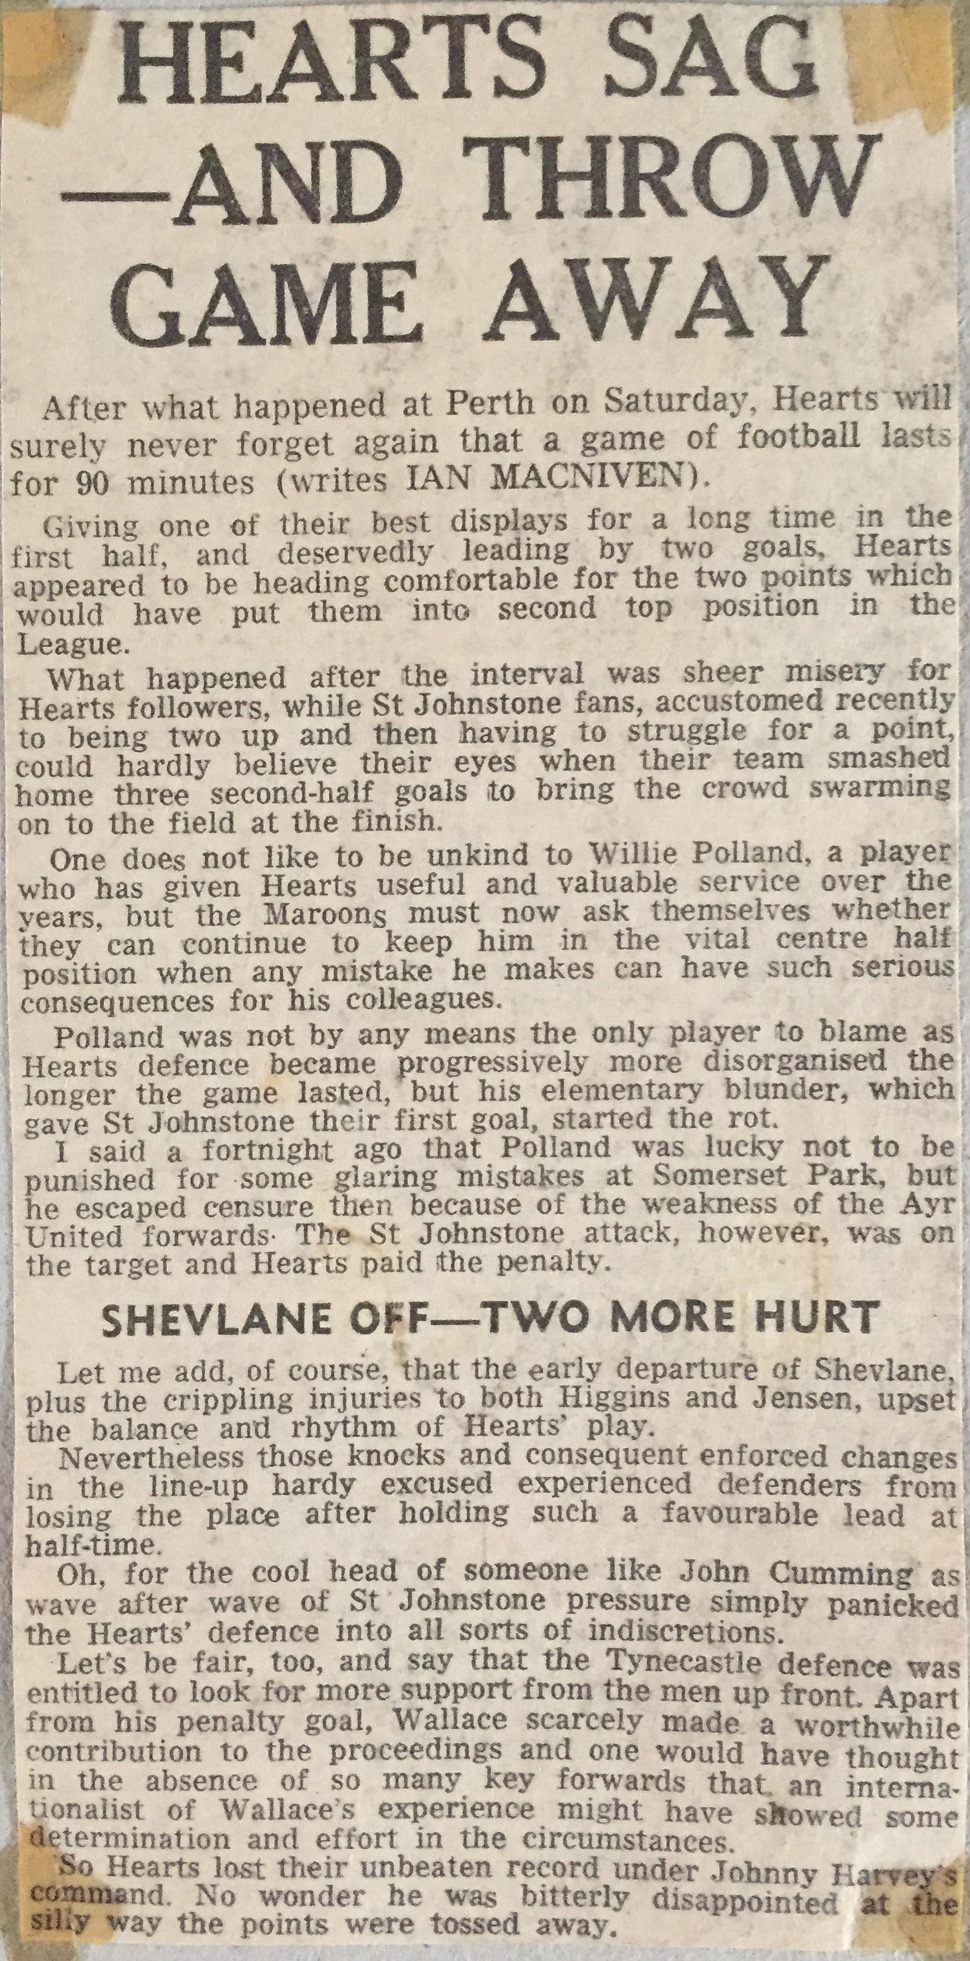 HEARTS SAG
—AND THROW
GAME AWAY
After what happened at Perth on Saturday, Hearts will
surely never forget again that a game of football lasts
for 90 minutes (writes IAN MACNIVEN).
Giving one of their best displays for a long time in the
first half, and deservedly leading by two goals, Hearts
appeared to be heading comfortable for the two points which
would have put them into second top position in the
League.
What happened after the interval was sheer misery for
Hearts followers, while St Johnstone fans, accustomed recently
to being two up and then having to struggle for a point,
could hardly believe their eyes when their team smashed
home three second-half goals to bring the crowd swarming
on to the field at the finish.
One does not like to be unkind to Willie Polland, a player
who has given Hearts useful and valuable service over the
years, but the Maroons must now ask themselves whether
they can continue to keep him in the vital centre half
position when any mistake he makes can have such serious
consequences for his colleagues.
Polland was not by any means the only player to blame as
Hearts defence became progressively more disorganised the
longer the game lasted, but his elementary blunder, which
gave St Johnstone their first goal, started the rot.
I said a fortnight ago that Polland was lucky not to be
punished for some glaring mistakes at Somerset Park, but
he escaped censure then because of the weakness of the Ayr
United forwards· The St Johnstone attack, however, was on
the target and Hearts paid the penalty.
SHEVLANE OFF—TWO MORE HURT
Let me add, of course, that the early departure of Shevlane,
plus the crippling injuries to both Higgins and Jensen, upset
the balance and rhythm of Hearts' play.
Nevertheless those knocks and consequent enforced changes
in the line-up hardy excused experienced defenders from
losing the place after holding such a favourable lead at
half-time.
Oh, for the cool head of someone like John Cumming as
wave after wave of St Johnstone pressure simply panicked
the Hearts' defence into all sorts of indiscretions.
Let's be fair, too, and say that the Tynecastle defence was
entitled to look for more support from the men up front. Apart
from his penalty goal, Wallace scarcely made a worthwhile
contribution to the proceedings and one would have thought
in the absence of so many key forwards that an interna-
tionalist of Wallace's experience might have showed some
determination and effort in the circumstances.
So Hearts lost their unbeaten record under Johnny Harvey's
command. No wonder he was bitterly disappointed at the
silly way the points were tossed away.